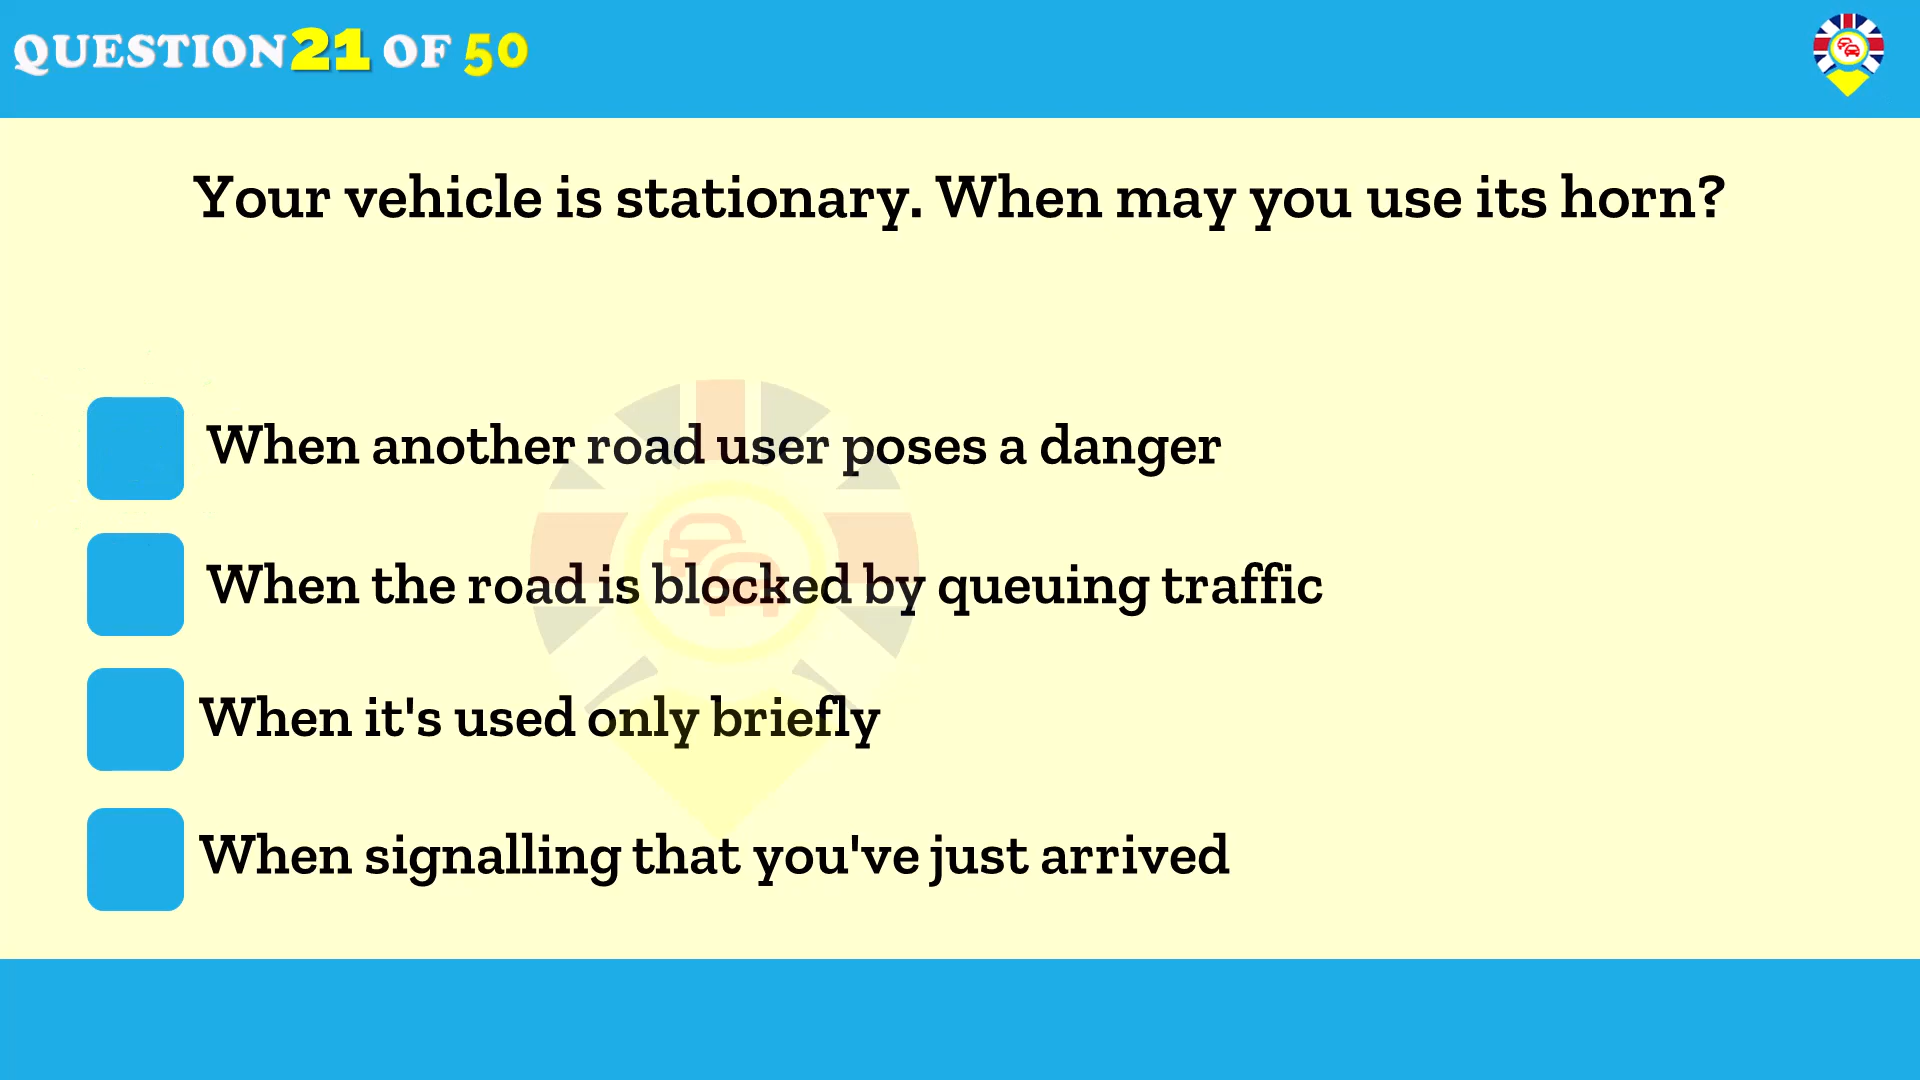 QUESTION 21 OF 50
Your vehicle is stationary. When may you use its horn?
When another road user poses a danger
When the road is blocked by queuing traffic
When it's used only briefly
When signalling that you've just arrived